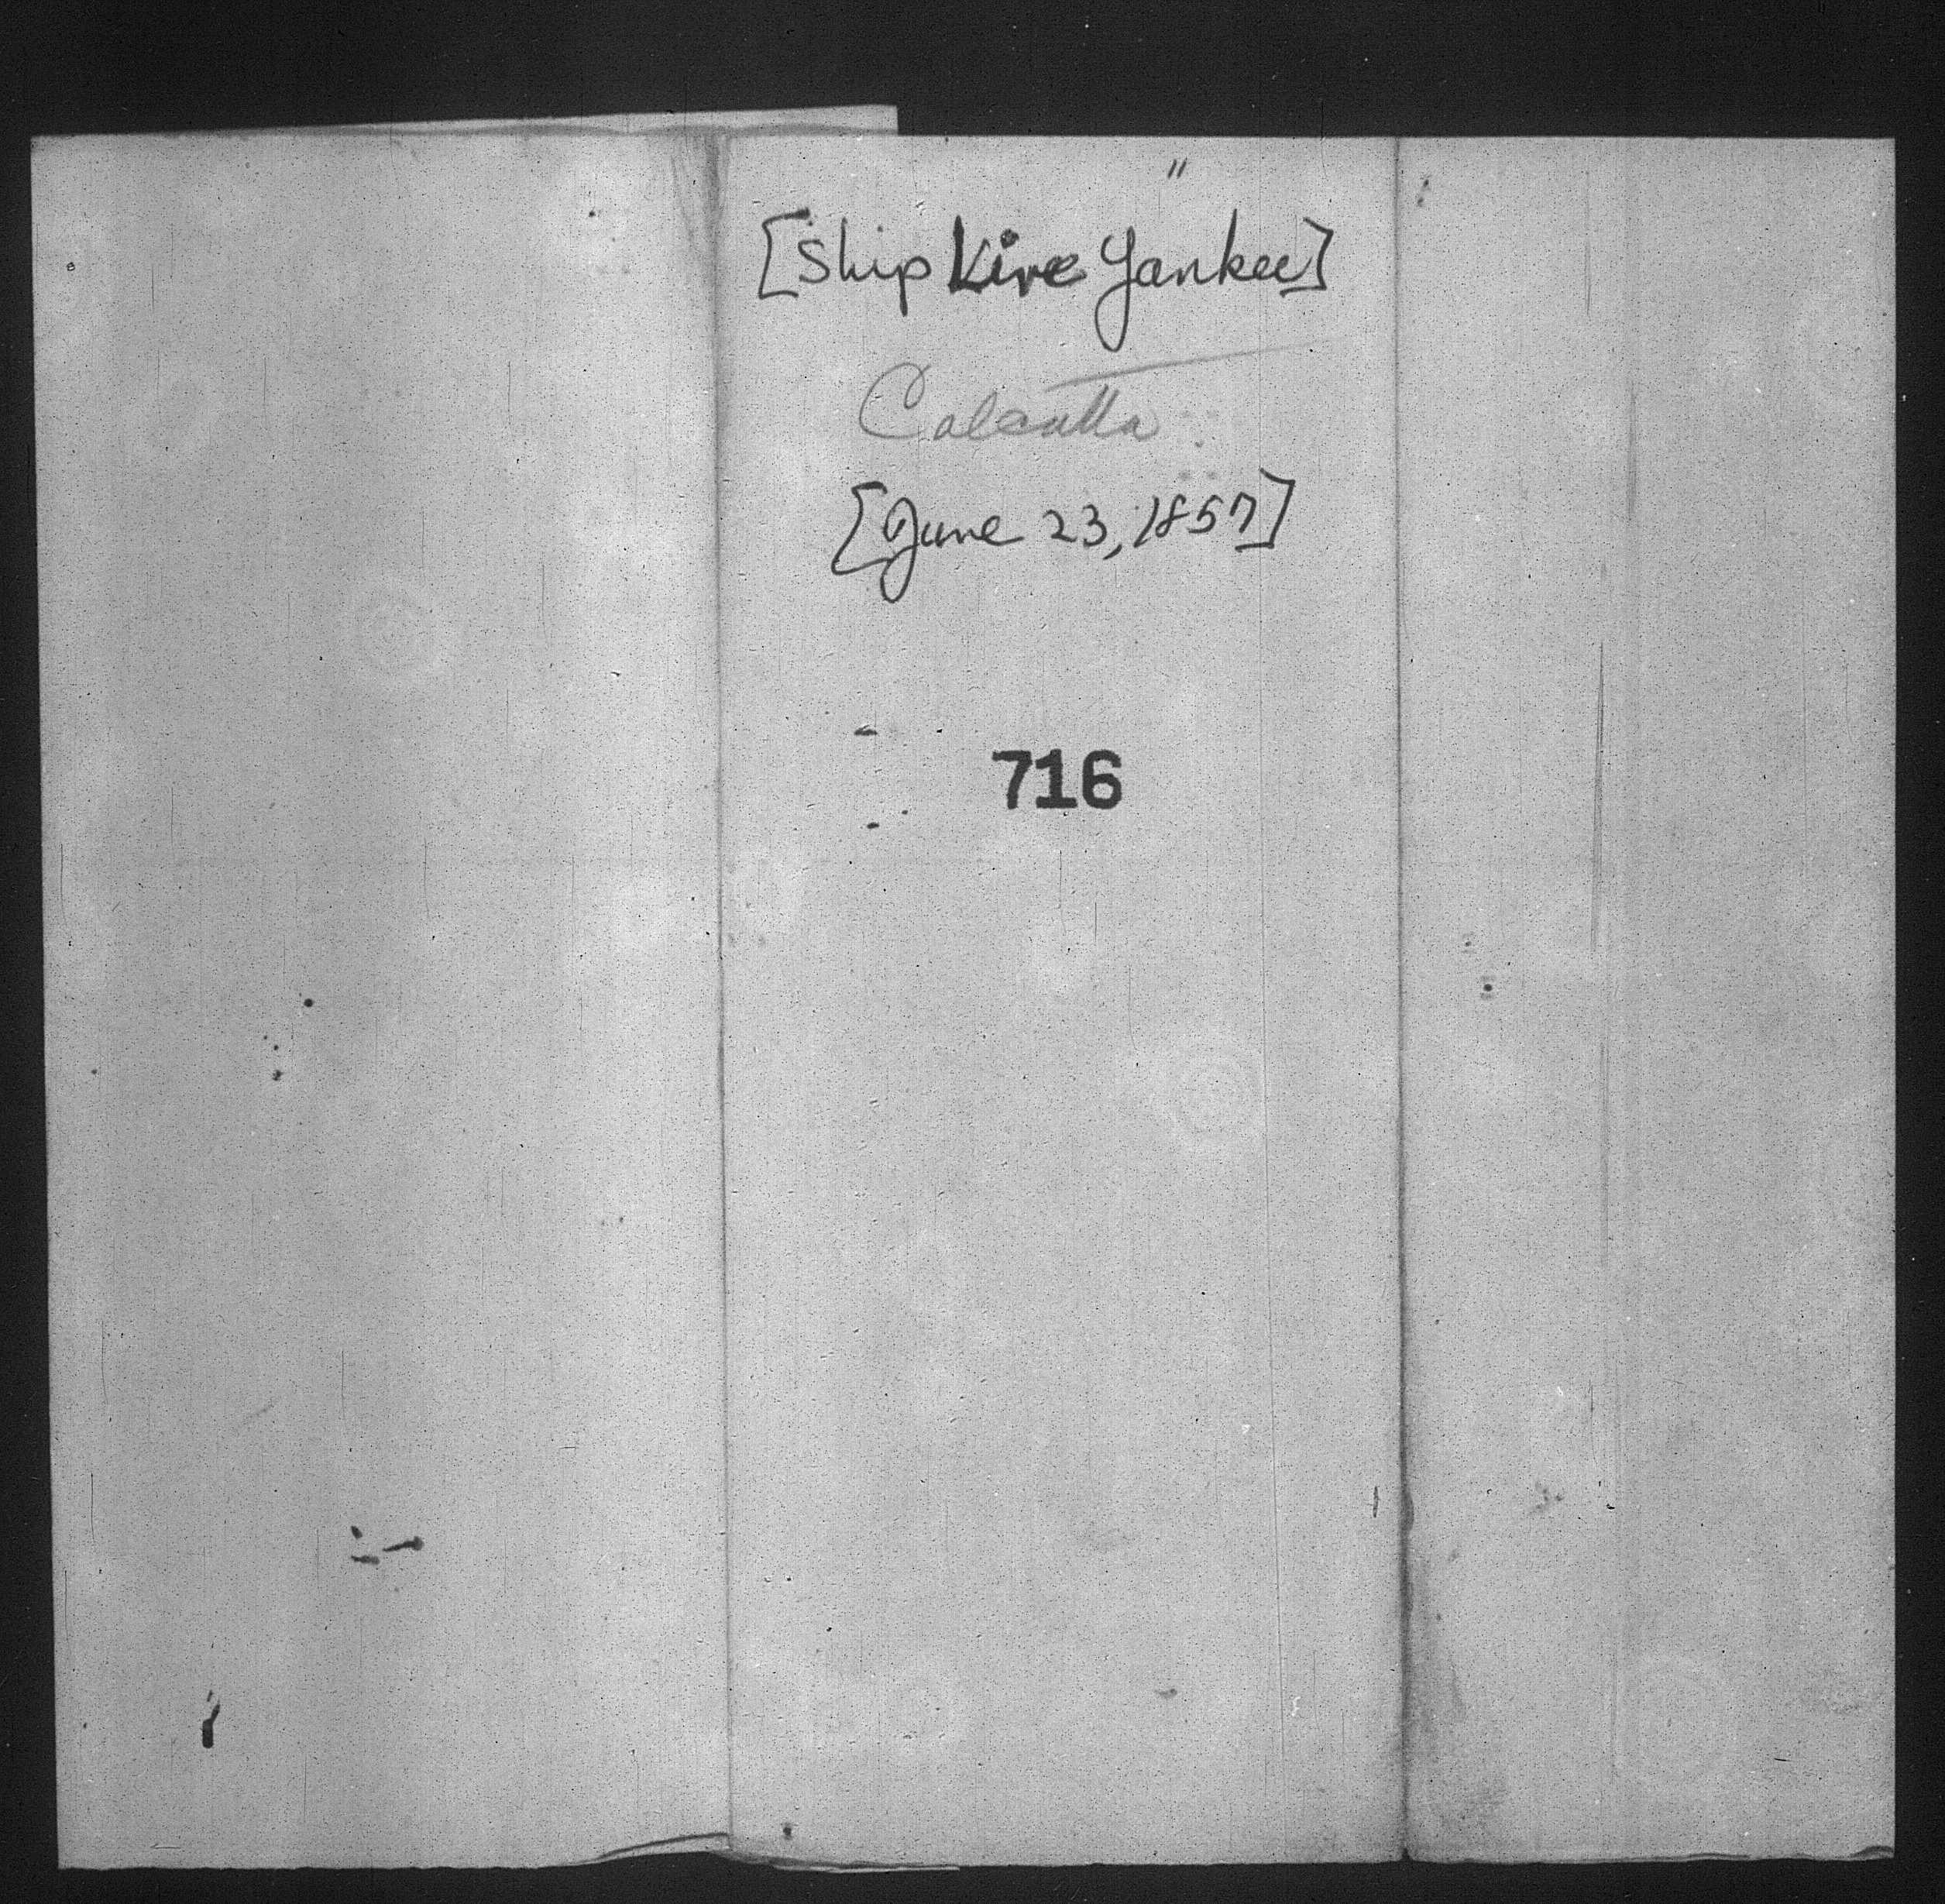 "
[Ship Live Yankee]
Calcutta
[June 23, 1857]
716